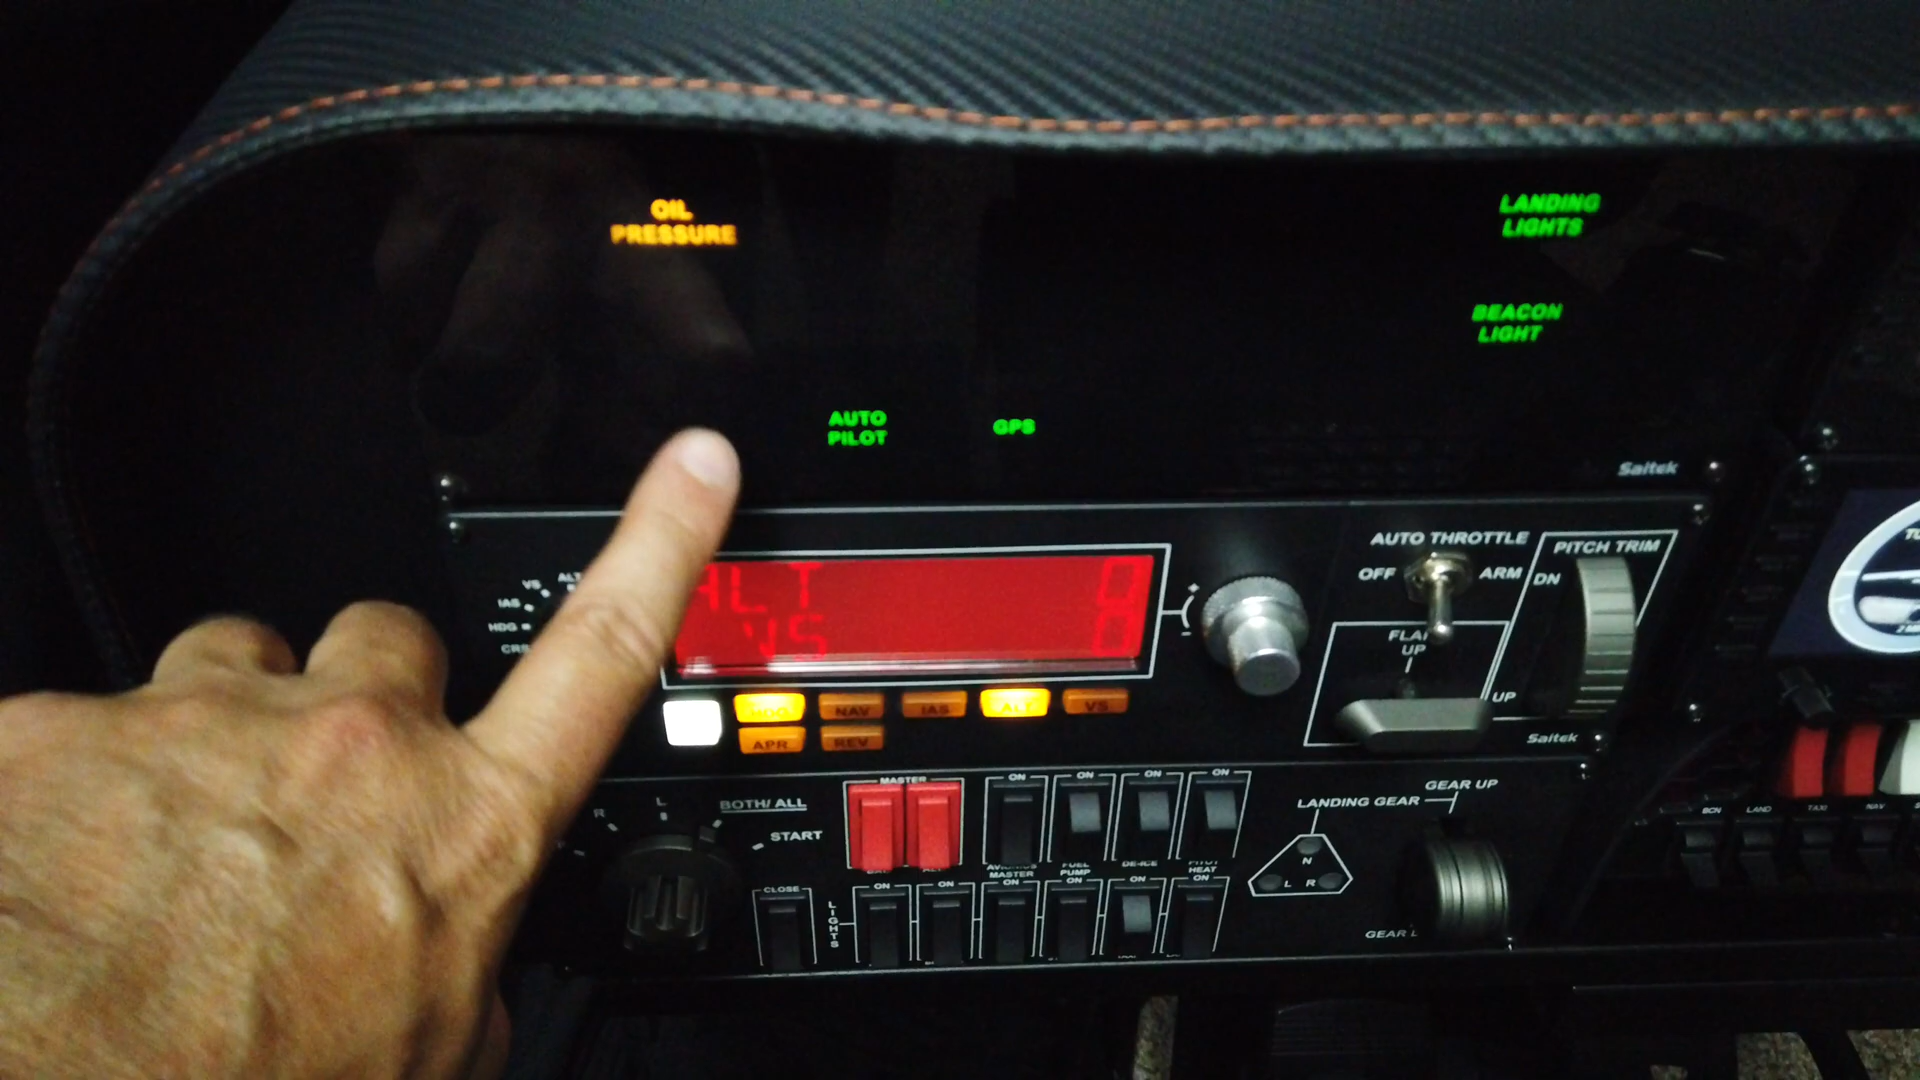 OIL
PRESSURE
LANDING
LIGHTS
BEACON
LIGHT
AUTO
PILOT
GPS
Saitek
AUTO THROTTLE
OFF
ARM
PITCH TRIM
DN
VS
ALT
IAS
HDG
CRS
ALT 0
0
UP
UP
HDG
NAV
IAS
ALT
VS
APR
REV
Saitek
MASTER
ON
ON
ON
ON
GEAR UP
LANDING GEAR
R
L
BOTH/ ALL
START
N
L
R
AVIONICS
MASTER
FUEL
PUMP
DE-ICE
PITOT
HEAT
CLOSE
LIGHTS
ON
ON
ON
ON
ON
ON
BCN
LAND
TAXI
NAV